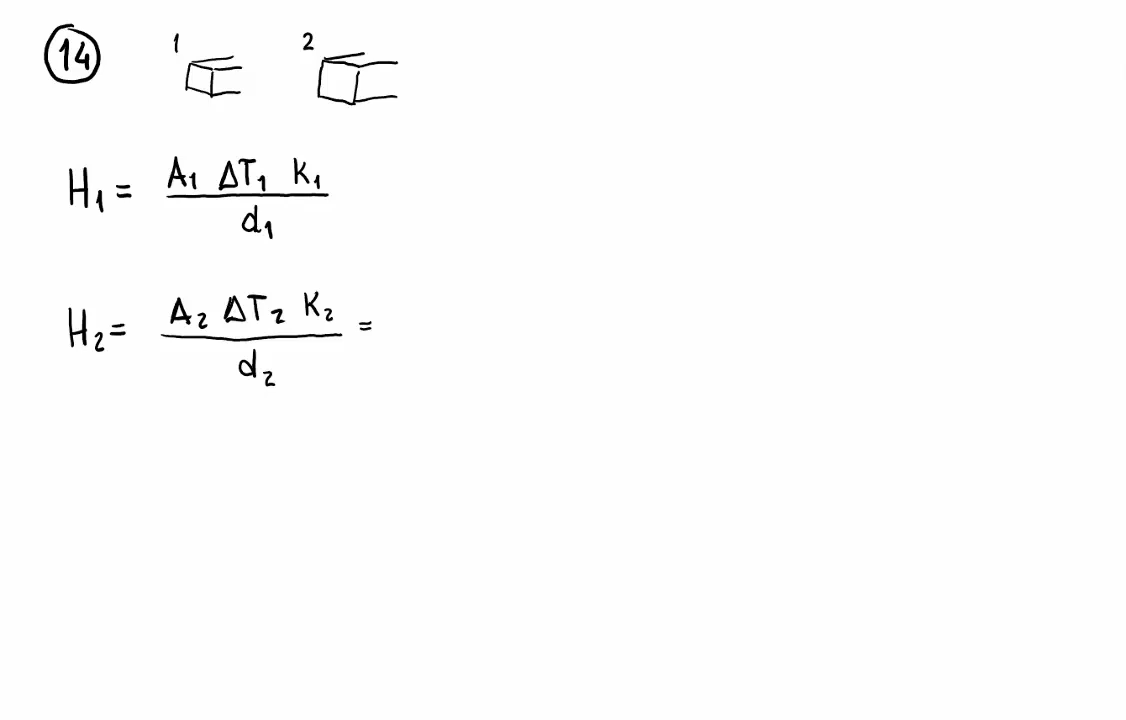 14 1 2
H₁ = A₁ ΔT₁ K₁ / d₁
H₂ = A₂ ΔT₂ K₂ / d₂ =